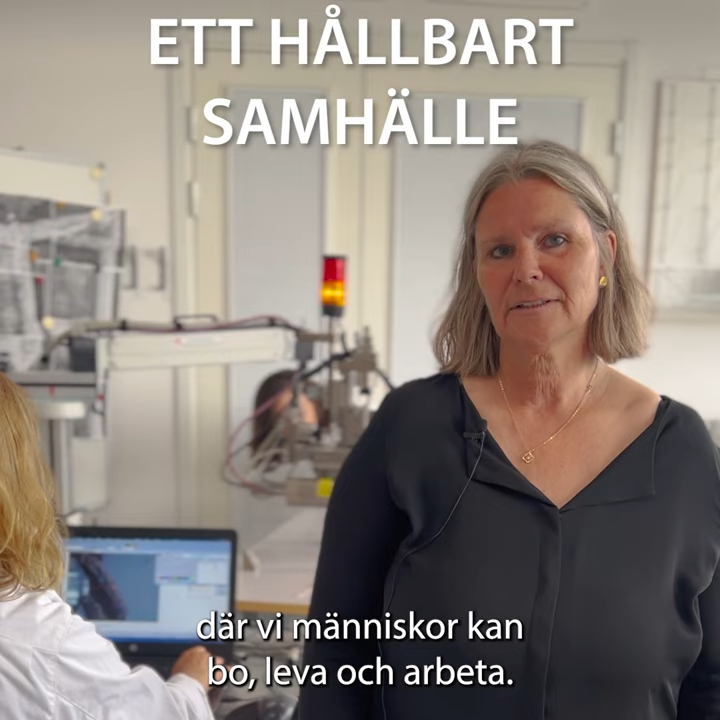 ETT HÅLLBART
SAMHÄLLE
där vi människor kan
bo, leva och arbeta.